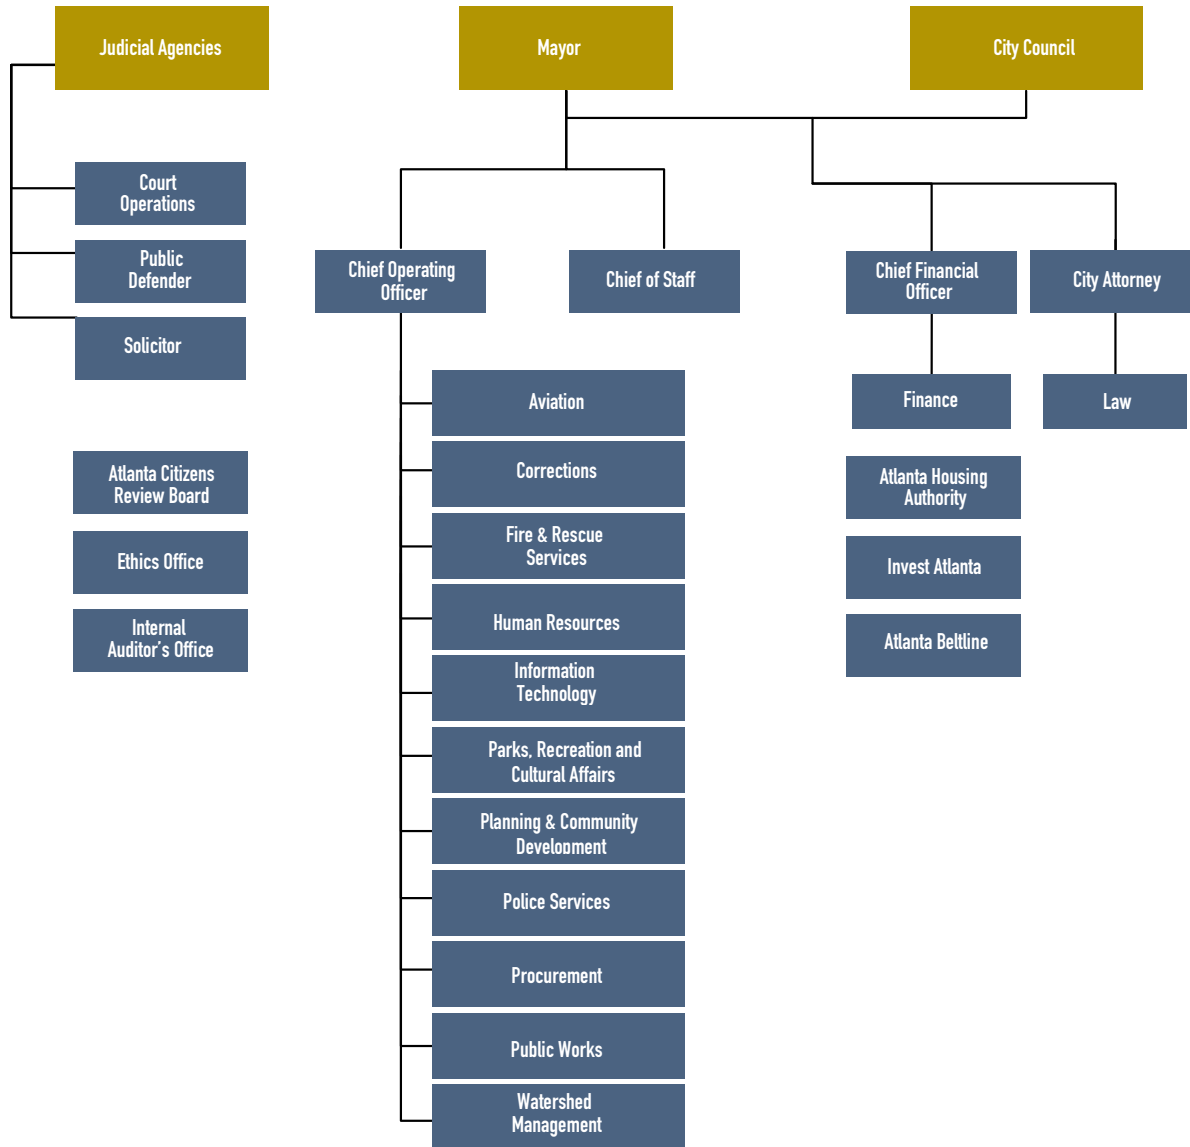 Judicial Agencies
Mayor
City Council
Court
Operations
Public
Defender
Solicitor
Chief Operating
Officer
Chief of Staff
Chief Financial
Officer
City Attorney
Finance
Law
Aviation
Corrections
Fire & Rescue
Services
Human Resources
Information
Technology
Parks, Recreation and
Cultural Affairs
Planning & Community
Development
Police Services
Procurement
Public Works
Watershed
Management
Atlanta Citizens
Review Board
Ethics Office
Internal
Auditor's Office
Atlanta Housing
Authority
Invest Atlanta
Atlanta Beltline